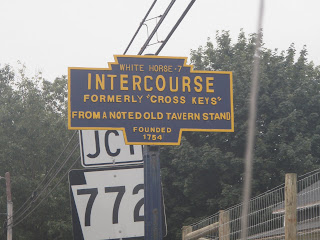 WHITE HORSE-7
INTERCOURSE
FORMERLY "CROSS KEYS"
FROM A NOTED OLD TAVERN STAND
FOUNDED
1754
JCT
772